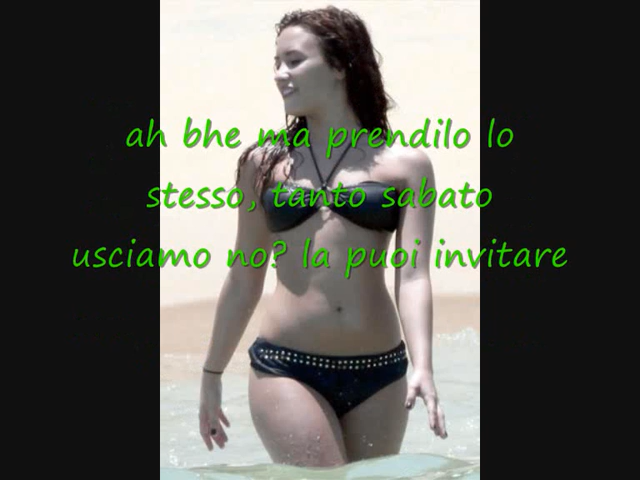 ah bhe ma prendilo lo
stesso, tanto sabato
usciamo no? la puoi invitare